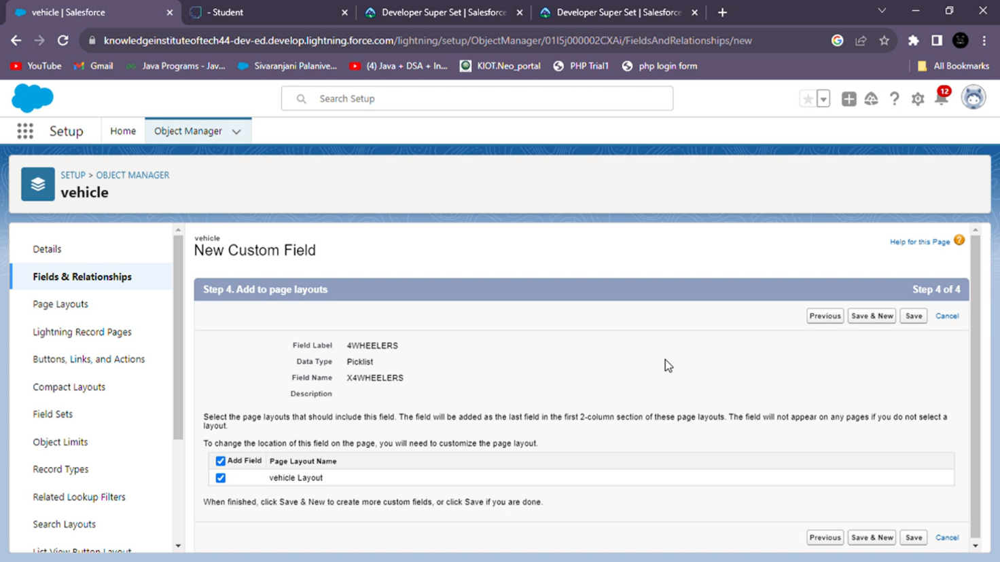 vehicle | Salesforce
- Student
Developer Super Set | Salesforce
Developer Super Set | Salesforce
knowledgeinstituteoftech44-dev-ed.develop.lightning.force.com/lightning/setup/ObjectManager/01I5j000002CXAi/FieldsAndRelationships/new
YouTube
Gmail
Java Programs - Jav...
Sivaranjani Palanive...
(4) Java + DSA + In...
KIOT.Neo_portal
PHP Trial1
php login form
All Bookmarks
Search Setup
12
Setup
Home
Object Manager
SETUP > OBJECT MANAGER
vehicle
Details
Fields & Relationships
Page Layouts
Lightning Record Pages
Buttons, Links, and Actions
Compact Layouts
Field Sets
Object Limits
Record Types
Related Lookup Filters
Search Layouts
List View Button Layout
vehicle
New Custom Field
Help for this Page
Step 4. Add to page layouts
Step 4 of 4
Previous
Save & New
Save
Cancel
Field Label 4WHEELERS
Data Type Picklist
Field Name X4WHEELERS
Description
Select the page layouts that should include this field. The field will be added as the last field in the first 2-column section of these page layouts. The field will not appear on any pages if you do not select a
layout.
To change the location of this field on the page, you will need to customize the page layout.
Add Field Page Layout Name
vehicle Layout
When finished, click Save & New to create more custom fields, or click Save if you are done.
Previous
Save & New
Save
Cancel